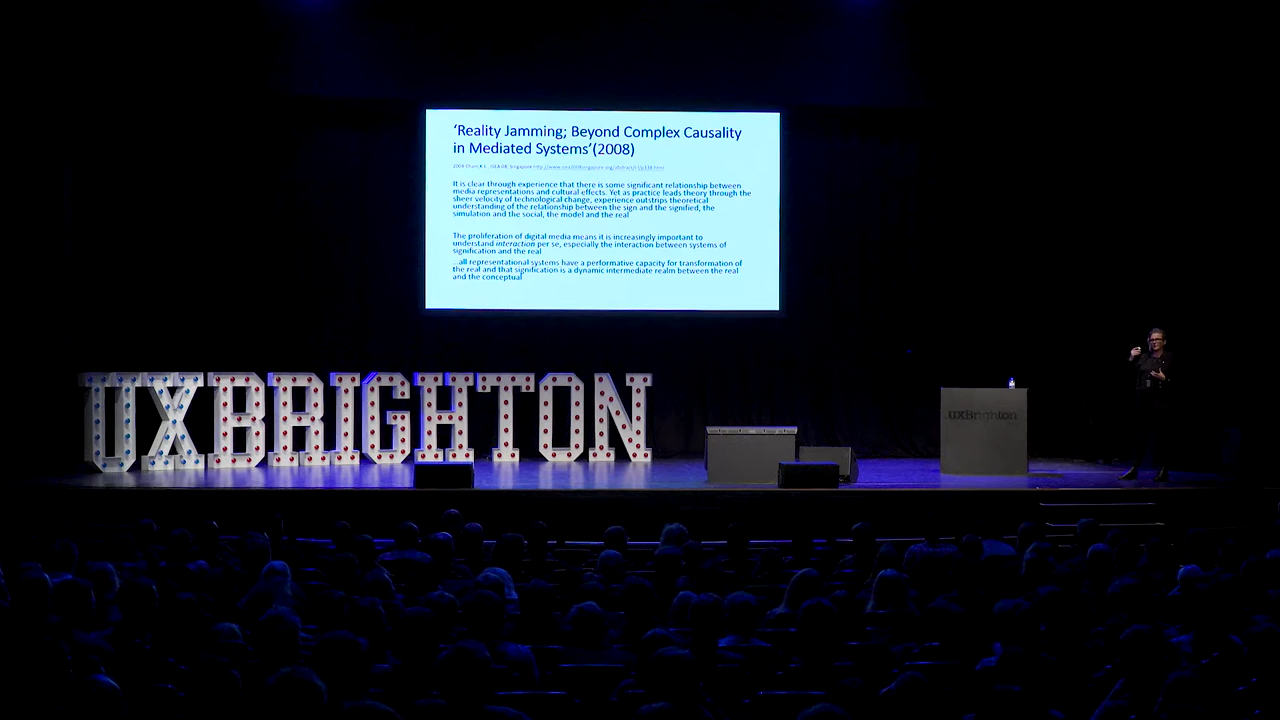 ‘Reality Jamming; Beyond Complex Causality
in Mediated Systems’(2008)
ISEA 08, Singapore
It is clear through experience that there is some significant relationship between
media representations and cultural effects. Yet as practice leads theory through the
sheer velocity of technological change, experience outstrips theoretical
understanding of the relationship between the sign and the signified, the
simulation and the social, the model and the real
The proliferation of digital media means it is increasingly important to
understand interaction per se, especially the interaction between systems of
signification and the real
...all representational systems have a performative capacity for transformation of
the real and that signification is a dynamic intermediate realm between the real
and the conceptual
UXBRIGHTON
uxBrighton